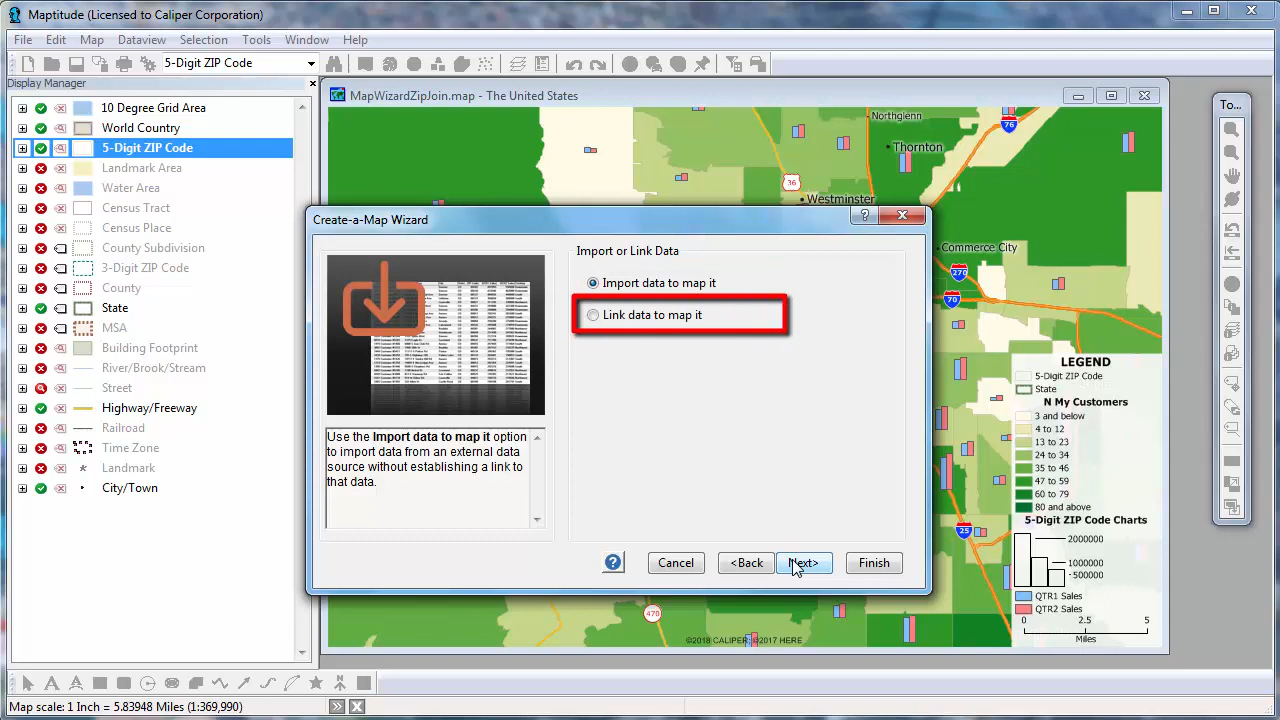 Maptitude (Licensed to Caliper Corporation)
File Edit Map Dataview Selection Tools Window Help
5-Digit ZIP Code
Display Manager
10 Degree Grid Area
World Country
5-Digit ZIP Code
Landmark Area
Water Area
Census Tract
Census Place
County Subdivision
3-Digit ZIP Code
County
State
MSA
Building Footprint
River/Brook/Stream
Street
Highway/Freeway
Railroad
Time Zone
Landmark
City/Town
MapWizardZipJoin.map - The United States
To...
Northglenn
76
Thornton
36
Westminster
Commerce City
270
70
25
470
Create-a-Map Wizard
Import or Link Data
Import data to map it
Link data to map it
Use the Import data to map it option
to import data from an external data
source without establishing a link to
that data.
Cancel <Back Next> Finish
LEGEND
5-Digit ZIP Code
State
N My Customers
3 and below
4 to 12
13 to 23
24 to 34
35 to 46
47 to 59
60 to 79
80 and above
5-Digit ZIP Code Charts
2000000
1000000
500000
QTR1 Sales
QTR2 Sales
0 2.5 5
Miles
©2018 CALIPER; ©2017 HERE
Map scale: 1 Inch = 5.83948 Miles (1:369,990)